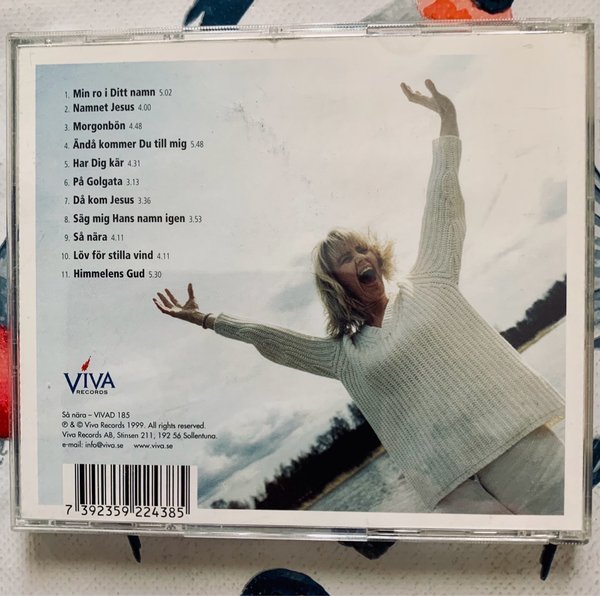 1. Min ro i Ditt namn 5.02
2. Namnet Jesus 4.00
3. Morgonbön 4.48
4. Ändå kommer Du till mig 5.48
5. Har Dig kär 4.31
6. På Golgata 3.13
7. Då kom Jesus 3.36
8. Säg mig Hans namn igen 3.53
9. Så nära 4.11
10. Löv för stilla vind 4.11
11. Himmelens Gud 5.30
VIVA
RECORDS
Så nära – VIVAD 185
℗ & © Viva Records 1999. All rights reserved.
Viva Records AB, Stinsen 211, 192 56 Sollentuna.
e-mail: info@viva.se www.viva.se
7 392359 224385